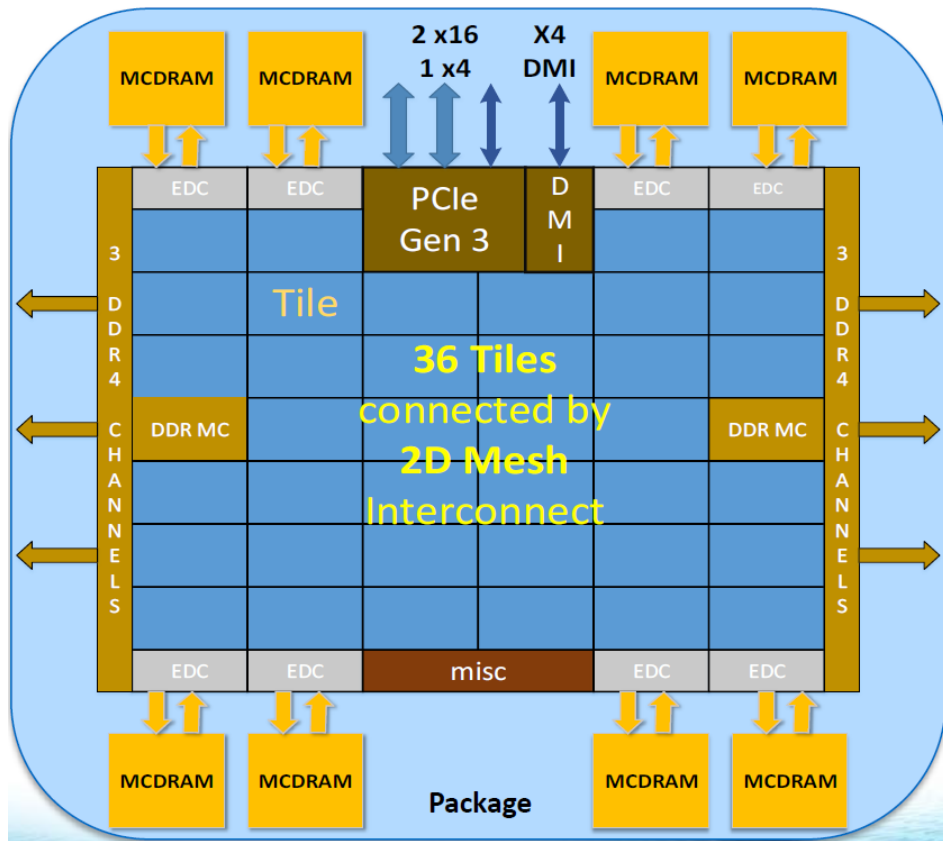 2 x16
1 x4
X4
DMI
MCDRAM
MCDRAM
MCDRAM
MCDRAM
EDC
EDC
PCIe
Gen 3
DMI
EDC
EDC
3 DDR4 CHANNELS
Tile
36 Tiles
connected by
2D Mesh
Interconnect
DDR MC
DDR MC
3 DDR4 CHANNELS
EDC
EDC
misc
EDC
EDC
MCDRAM
MCDRAM
MCDRAM
MCDRAM
Package